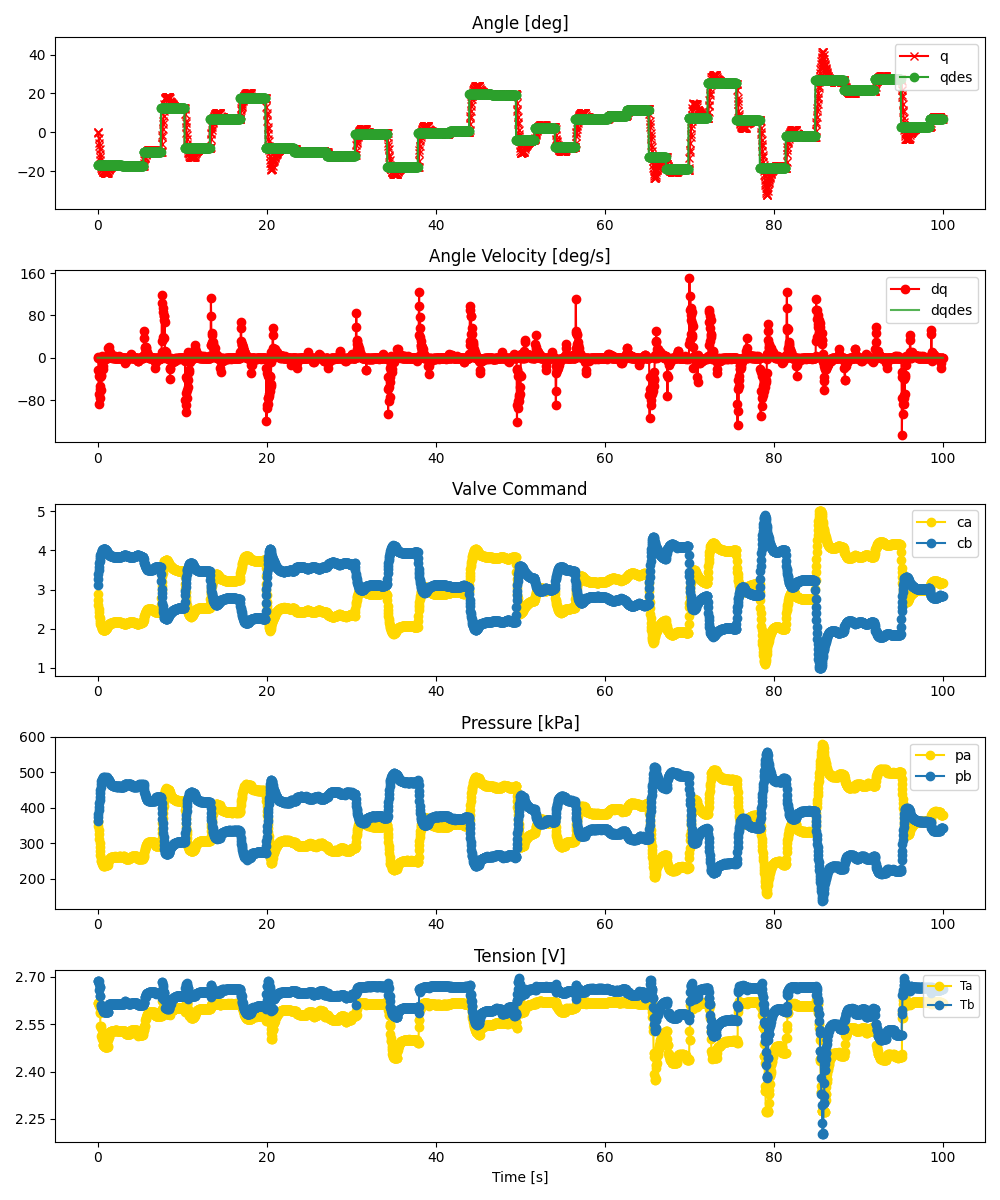 Angle [deg]
40
20
0
−20
q
qdes
0 20 40 60 80 100
Angle Velocity [deg/s]
160
80
0
−80
dq
dqdes
0 20 40 60 80 100
Valve Command
5
4
3
2
1
ca
cb
0 20 40 60 80 100
Pressure [kPa]
600
500
400
300
200
pa
pb
0 20 40 60 80 100
Tension [V]
2.70
2.55
2.40
2.25
Ta
Tb
0 20 40 60 80 100
Time [s]